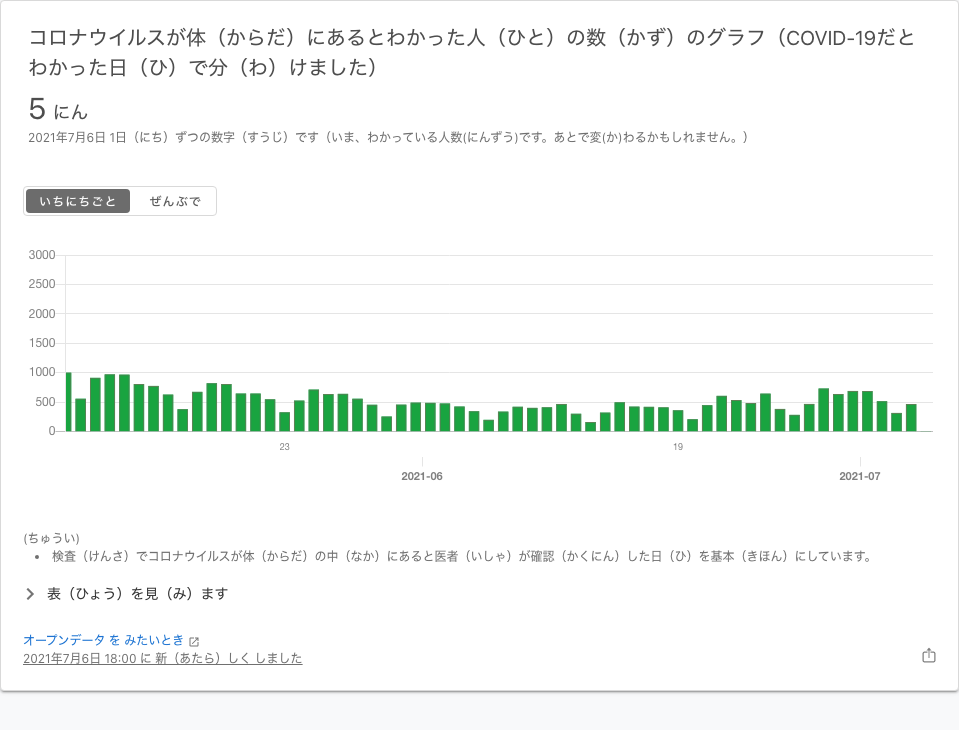 コロナウイルスが体（からだ）にあるとわかった人（ひと）の数（かず）のグラフ（COVID-19だと
わかった日（ひ）で分（わ）けました）
5 にん
2021年7月6日 1日（にち）ずつの数字（すうじ）です（いま、わかっている人数(にんずう)です。あとで変(か)わるかもしれません。）
いちにちごと ぜんぶで
3000
2500
2000
1500
1000
500
0
23 19
2021-06 2021-07
(ちゅうい)
• 検査（けんさ）でコロナウイルスが体（からだ）の中（なか）にあると医者（いしゃ）が確認（かくにん）した日（ひ）を基本（きほん）にしています。
表（ひょう）を見（み）ます
オープンデータ を みたいとき
2021年7月6日 18:00 に 新（あたら）しく しました